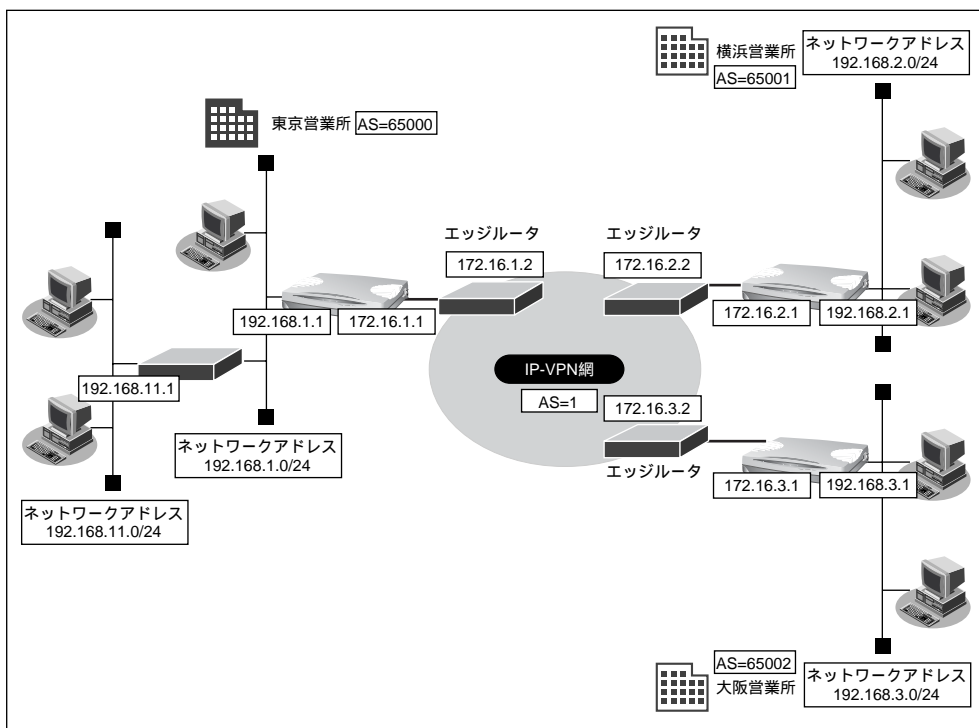 横浜営業所
AS=65001
ネットワークアドレス
192.168.2.0/24
東京営業所
AS=65000
エッジルータ
172.16.1.2
エッジルータ
172.16.2.2
192.168.1.1
172.16.1.1
172.16.2.1
192.168.2.1
192.168.11.1
IP-VPN網
AS=1
172.16.3.2
エッジルータ
172.16.3.1
192.168.3.1
ネットワークアドレス
192.168.1.0/24
ネットワークアドレス
192.168.11.0/24
AS=65002
大阪営業所
ネットワークアドレス
192.168.3.0/24